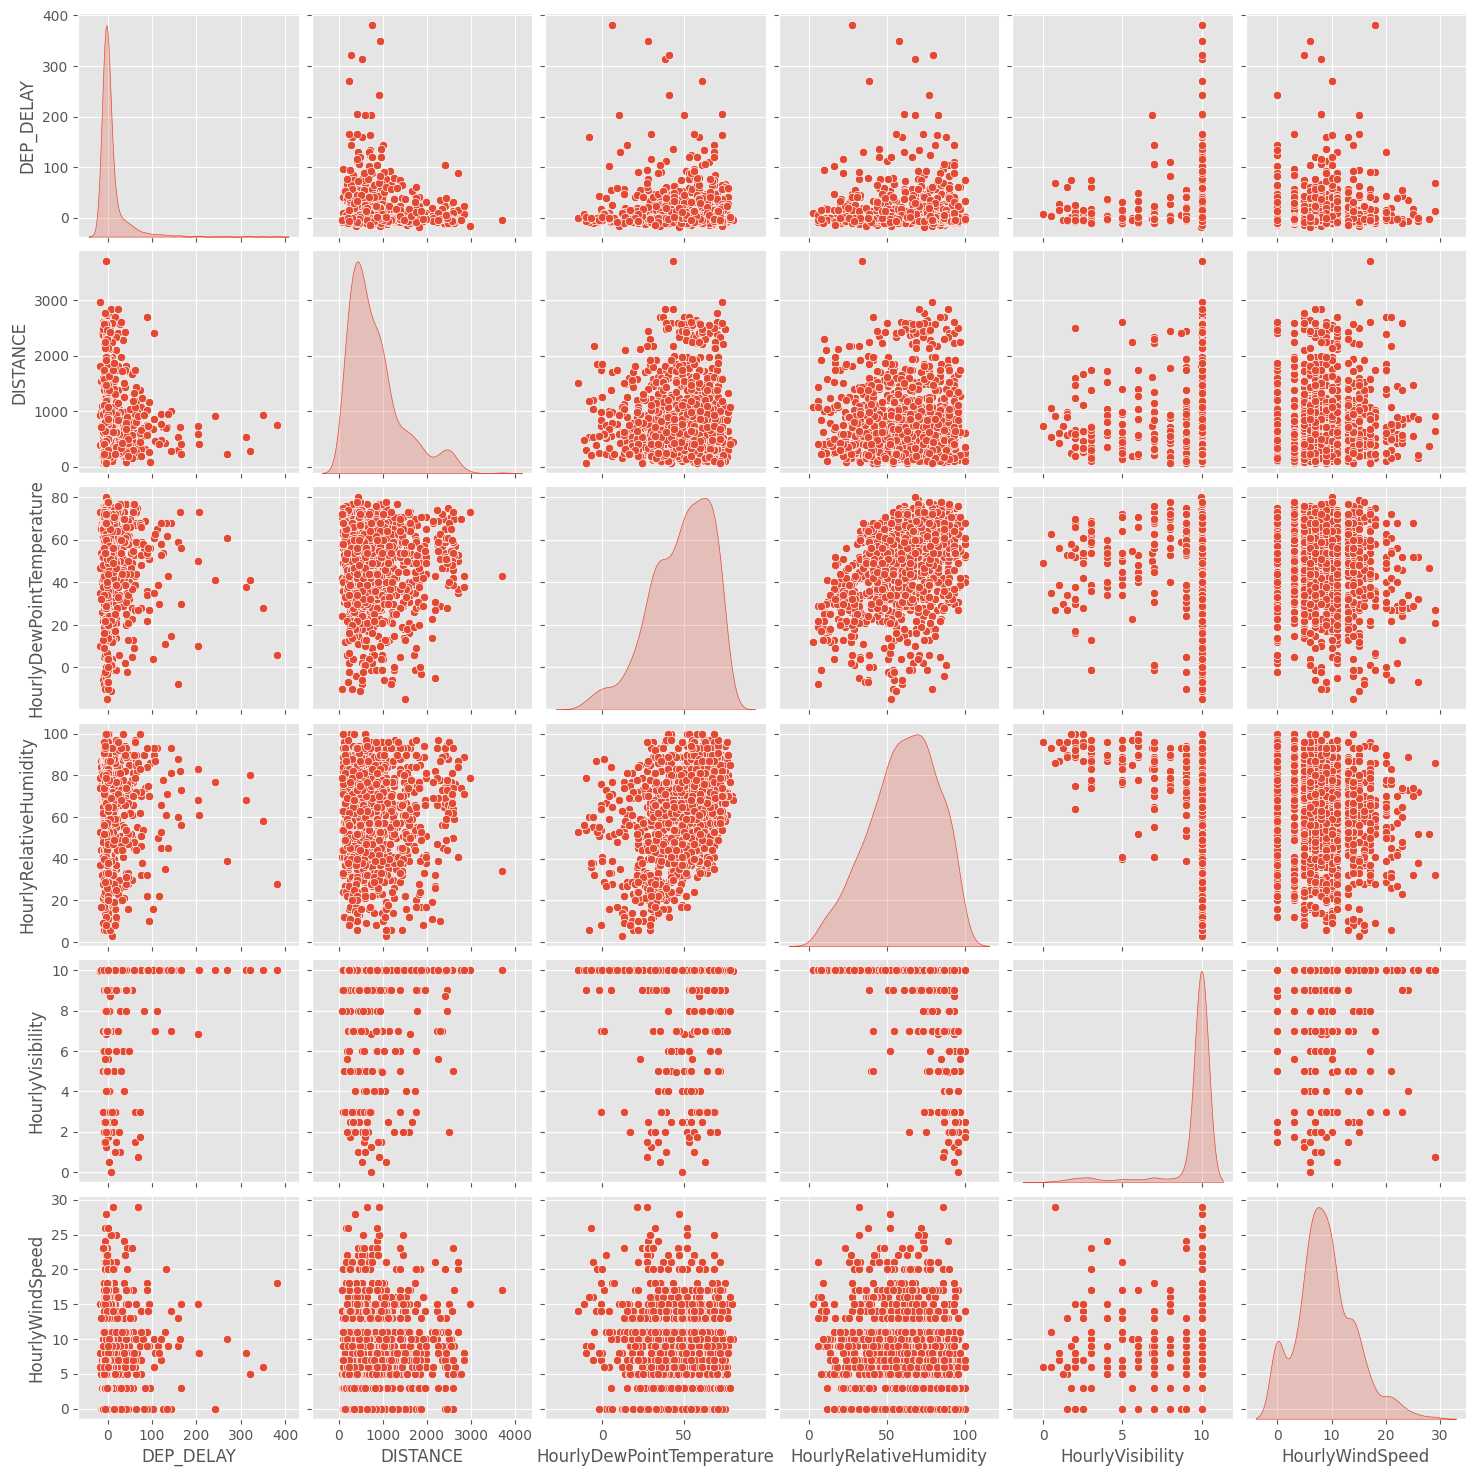 400
300
200
100
0
DEP_DELAY
3000
2000
1000
0
DISTANCE
80
60
40
20
0
HourlyDewPointTemperature
100
80
60
40
20
0
HourlyRelativeHumidity
10
8
6
4
2
0
HourlyVisibility
30
25
20
15
10
5
0
HourlyWindSpeed
0 100 200 300 400
0 1000 2000 3000 4000
0 50
0 50 100
0 5 10
0 10 20 30
DEP_DELAY
DISTANCE
HourlyDewPointTemperature
HourlyRelativeHumidity
HourlyVisibility
HourlyWindSpeed